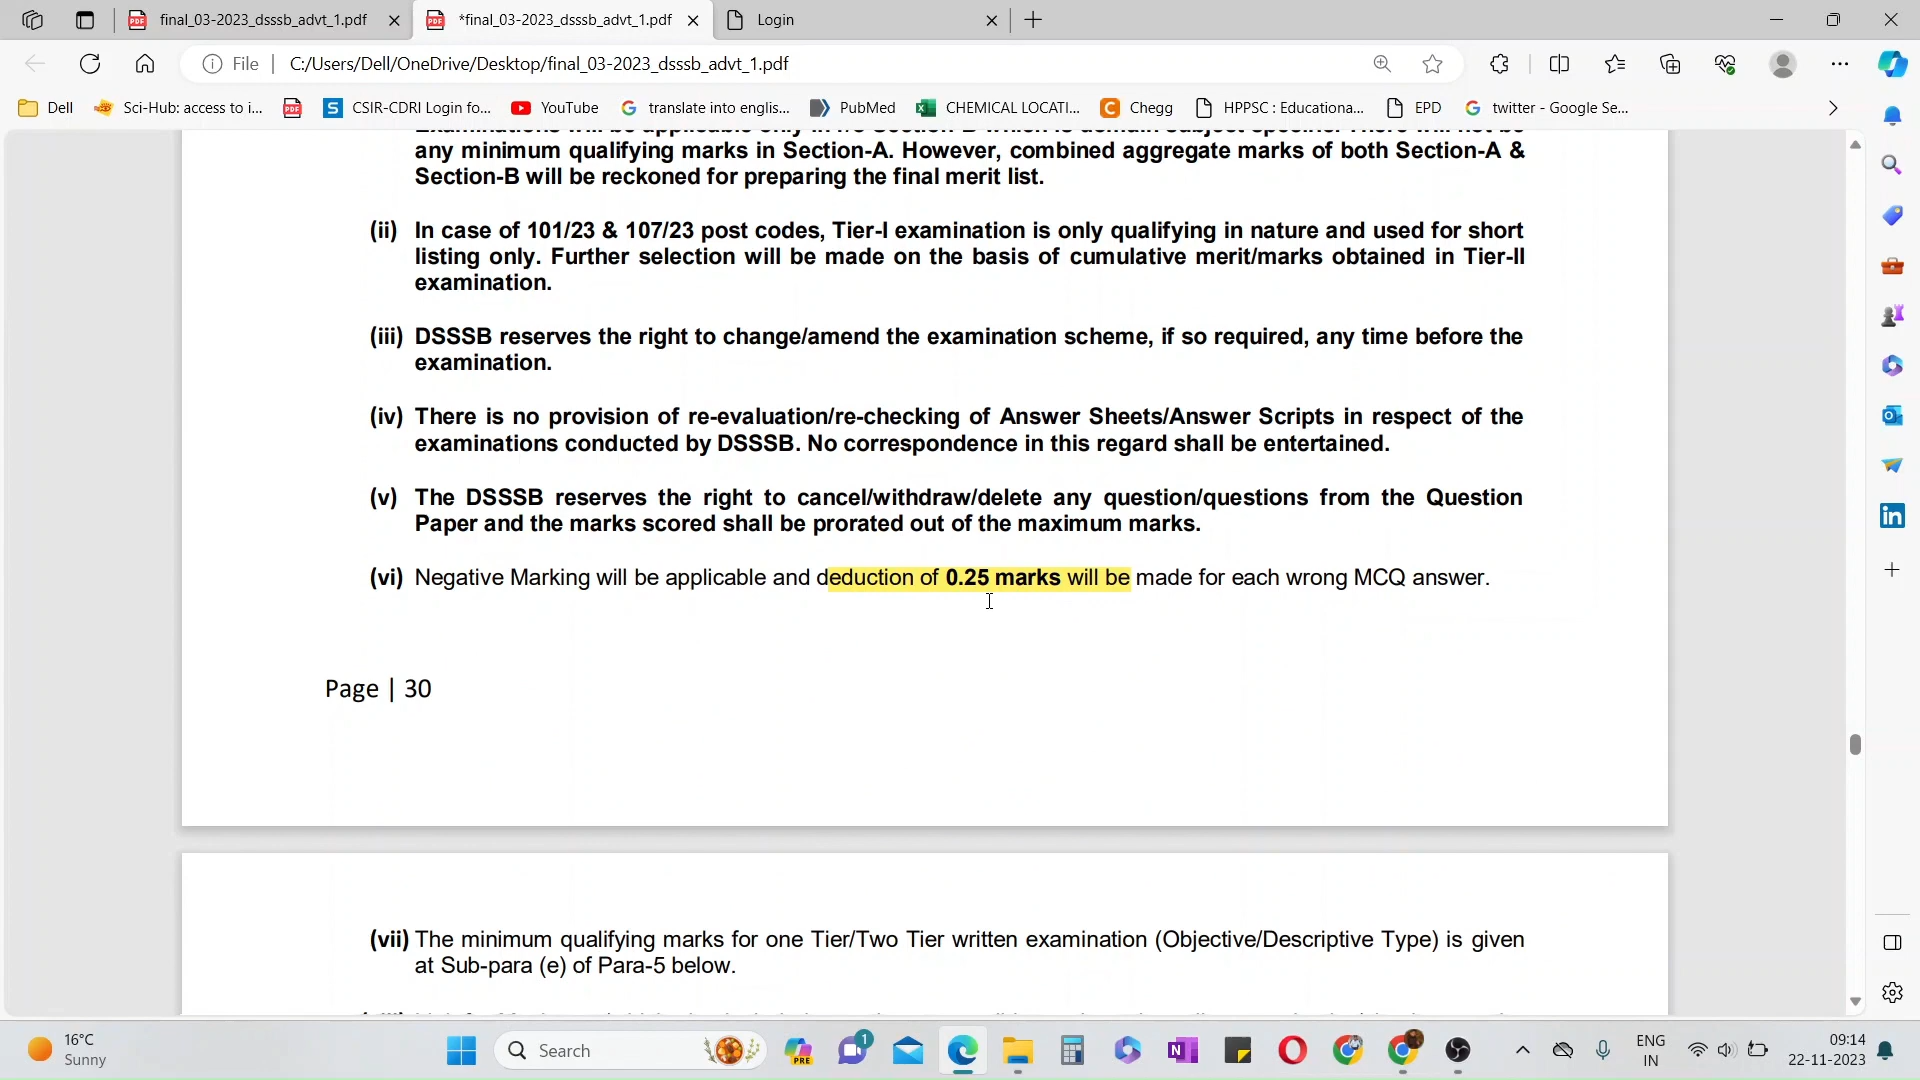 final_03-2023_dsssb_advt_1.pdf
*final_03-2023_dsssb_advt_1.pdf
Login
File
C:/Users/Dell/OneDrive/Desktop/final_03-2023_dsssb_advt_1.pdf
Dell
Sci-Hub: access to i...
CSIR-CDRI Login fo...
YouTube
translate into englis...
PubMed
CHEMICAL LOCATI...
Chegg
HPPSC : Educationa...
EPD
twitter - Google Se...
any minimum qualifying marks in Section-A. However, combined aggregate marks of both Section-A &
Section-B will be reckoned for preparing the final merit list.
(ii) In case of 101/23 & 107/23 post codes, Tier-I examination is only qualifying in nature and used for short
listing only. Further selection will be made on the basis of cumulative merit/marks obtained in Tier-II
examination.
(iii) DSSSB reserves the right to change/amend the examination scheme, if so required, any time before the
examination.
(iv) There is no provision of re-evaluation/re-checking of Answer Sheets/Answer Scripts in respect of the
examinations conducted by DSSSB. No correspondence in this regard shall be entertained.
(v) The DSSSB reserves the right to cancel/withdraw/delete any question/questions from the Question
Paper and the marks scored shall be prorated out of the maximum marks.
(vi) Negative Marking will be applicable and deduction of 0.25 marks will be made for each wrong MCQ answer.
Page | 30
(vii) The minimum qualifying marks for one Tier/Two Tier written examination (Objective/Descriptive Type) is given
at Sub-para (e) of Para-5 below.
16°C
Sunny
Search
PRE
1
ENG
IN
09:14
22-11-2023